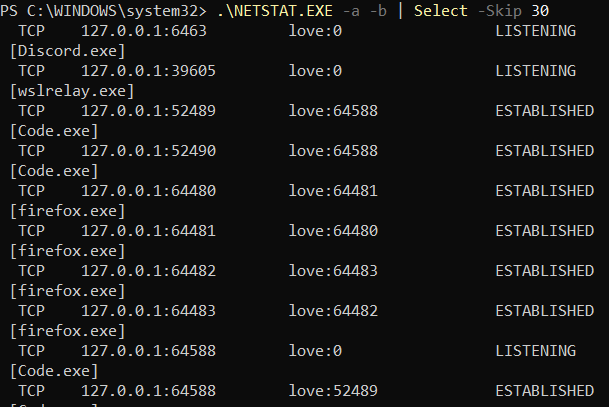 PS C:\WINDOWS\system32> .\NETSTAT.EXE -a -b | Select -Skip 30
TCP 127.0.0.1:6463 love:0 LISTENING
[Discord.exe]
TCP 127.0.0.1:39605 love:0 LISTENING
[wslrelay.exe]
TCP 127.0.0.1:52489 love:64588 ESTABLISHED
[Code.exe]
TCP 127.0.0.1:52490 love:64588 ESTABLISHED
[Code.exe]
TCP 127.0.0.1:64480 love:64481 ESTABLISHED
[firefox.exe]
TCP 127.0.0.1:64481 love:64480 ESTABLISHED
[firefox.exe]
TCP 127.0.0.1:64482 love:64483 ESTABLISHED
[firefox.exe]
TCP 127.0.0.1:64483 love:64482 ESTABLISHED
[firefox.exe]
TCP 127.0.0.1:64588 love:0 LISTENING
[Code.exe]
TCP 127.0.0.1:64588 love:52489 ESTABLISHED